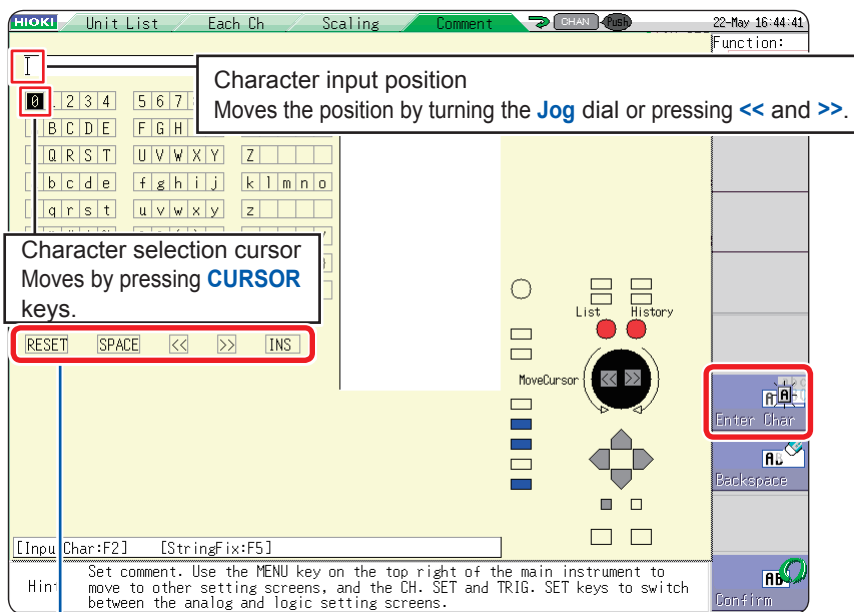 HIOKI Unit List Each Ch Scaling Comment CHAN Push 22-May 16:44:41
Function:
Character input position
Moves the position by turning the Jog dial or pressing << and >>.
0 2 3 4 5 6 7
B C D E F G H
Q R S T U V W X Y Z
b c d e f g h i j k l m n o
q r s t u v w x y z
Character selection cursor
Moves by pressing CURSOR
keys.
List History
RESET SPACE << >> INS
MoveCursor << >>
Enter Char
Backspace
[Input Char:F2] [StringFix:F5]
Set comment. Use the MENU key on the top right of the main instrument to
Hint move to other setting screens, and the CH. SET and TRIG. SET keys to switch
between the analog and logic setting screens.
Confirm